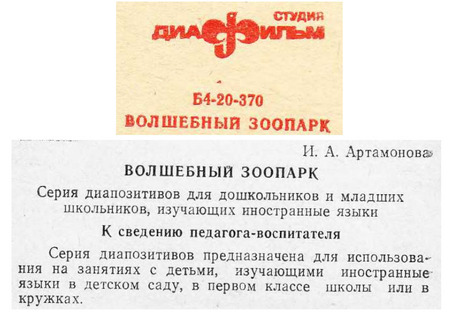 СТУДИЯ
ДИАФИЛЬМ
Б4-20-370
ВОЛШЕБНЫЙ ЗООПАРК
И. А. Артамонова
ВОЛШЕБНЫЙ ЗООПАРК
Серия диапозитивов для дошкольников и младших
школьников, изучающих иностранные языки
К сведению педагога-воспитателя
Серия диапозитивов предназначена для использова-
ния на занятиях с детьми, изучающими иностранные
языки в детском саду, в первом классе школы или в
кружках.